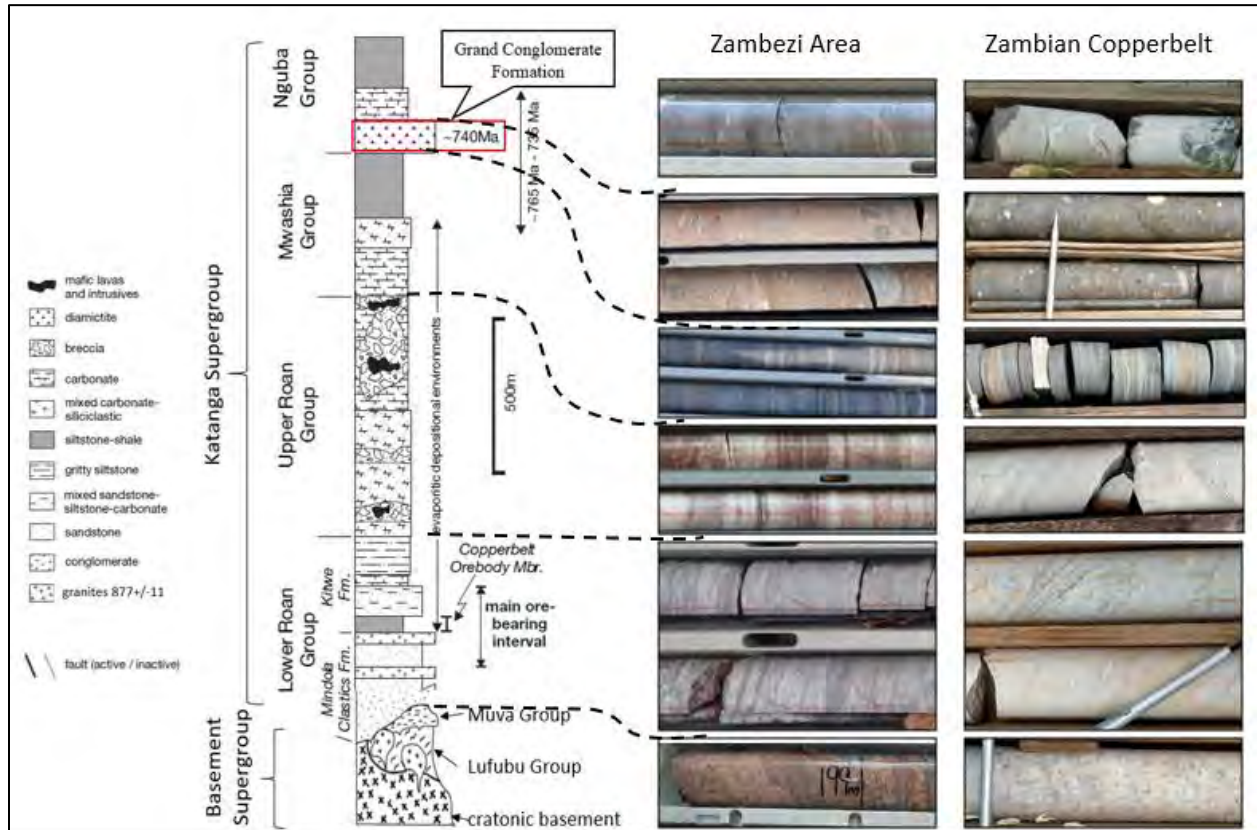 Grand Conglomerate
Formation
~740Ma
~765 Ma - 735 Ma
Nguba
Group
Mwashia
Group
Upper Roan
Group
Lower Roan
Group
Katanga Supergroup
Basement
Supergroup
Kitwe
Fm.
Mindola
Clastics Fm.
evaporitic depositional environments
500m
Copperbelt
Orebody Mbr.
main ore-
bearing
interval
Muva Group
Lufubu Group
cratonic basement
mafic lavas
and intrusives
diamictite
breccia
carbonate
mixed carbonate-
siliciclastic
siltstone-shale
gritty siltstone
mixed sandstone-
siltstone-carbonate
sandstone
conglomerate
granites 877+/-11
fault (active / inactive)
Zambezi Area
Zambian Copperbelt